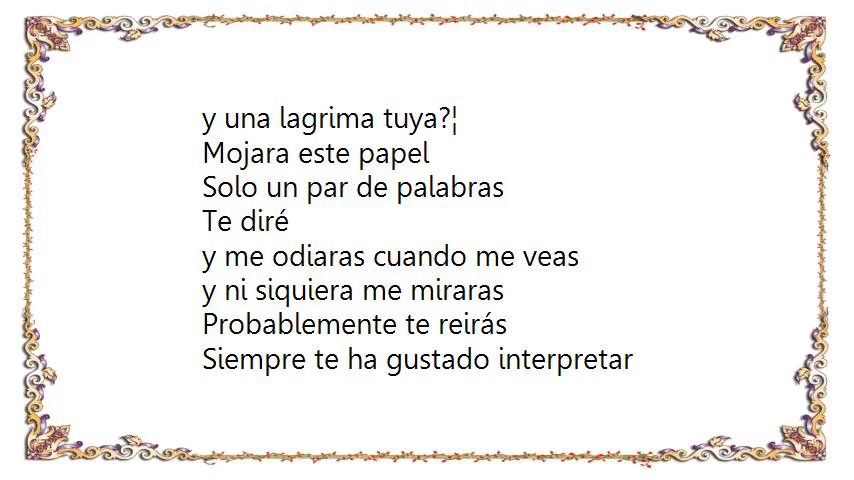 y una lagrima tuya?¦
Mojara este papel
Solo un par de palabras
Te diré
y me odiaras cuando me veas
y ni siquiera me miraras
Probablemente te reirás
Siempre te ha gustado interpretar